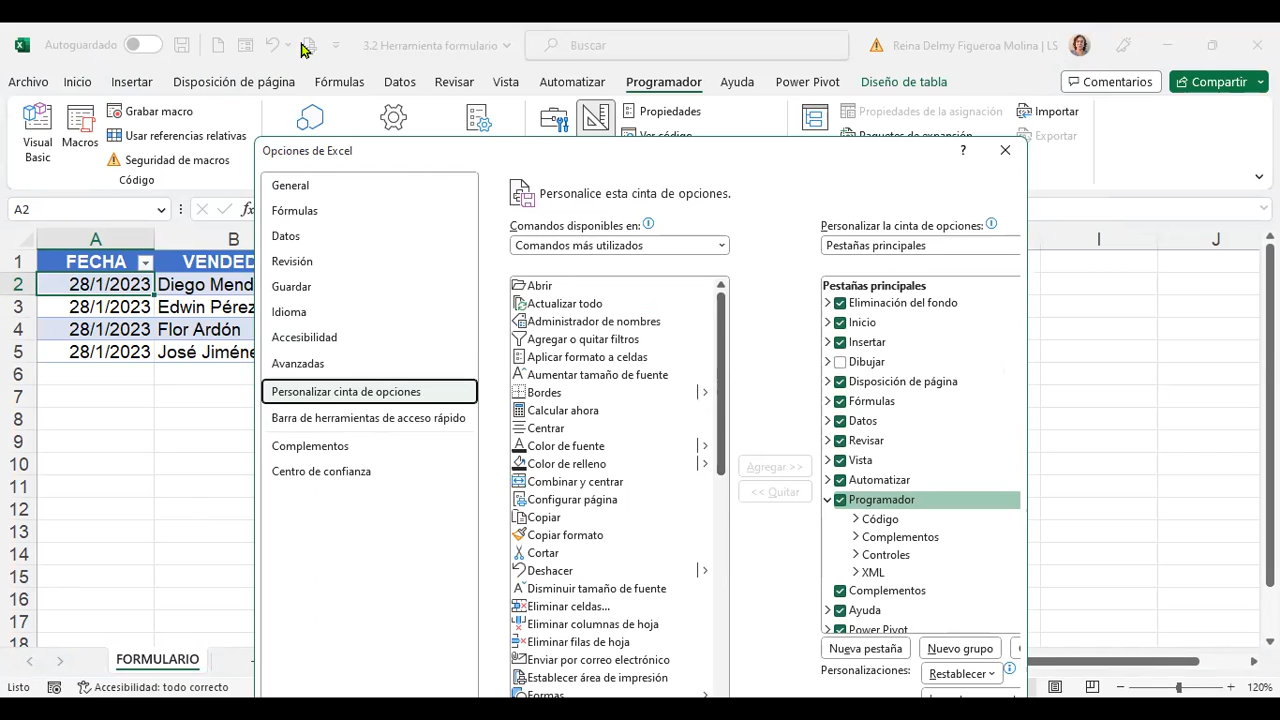 Autoguardado
3.2 Herramienta formulario
Buscar
Reina Delmy Figueroa Molina | LS
Archivo Inicio Insertar Disposición de página Fórmulas Datos Revisar Vista Automatizar Programador Ayuda Power Pivot Diseño de tabla
Comentarios
Compartir
Visual Basic
Macros
Grabar macro
Usar referencias relativas
Seguridad de macros
Código
Propiedades
Ver código
Propiedades de la asignación
Paquetes de expansión
Importar
Exportar
A2
fx
A B I J
1 FECHA VENDED
2 28/1/2023 Diego Mend
3 28/1/2023 Edwin Pérez
4 28/1/2023 Flor Ardón
5 28/1/2023 José Jiméne
6
7
8
9
10
11
12
13
14
15
16
17
18
Opciones de Excel
?
General
Fórmulas
Datos
Revisión
Guardar
Idioma
Accesibilidad
Avanzadas
Personalizar cinta de opciones
Barra de herramientas de acceso rápido
Complementos
Centro de confianza
Personalice esta cinta de opciones.
Comandos disponibles en:
Comandos más utilizados
Abrir
Actualizar todo
Administrador de nombres
Agregar o quitar filtros
Aplicar formato a celdas
Aumentar tamaño de fuente
Bordes
Calcular ahora
Centrar
Color de fuente
Color de relleno
Combinar y centrar
Configurar página
Copiar
Copiar formato
Cortar
Deshacer
Disminuir tamaño de fuente
Eliminar celdas...
Eliminar columnas de hoja
Eliminar filas de hoja
Enviar por correo electrónico
Establecer área de impresión
Formas
Agregar >>
<< Quitar
Personalizar la cinta de opciones:
Pestañas principales
Pestañas principales
Eliminación del fondo
Inicio
Insertar
Dibujar
Disposición de página
Fórmulas
Datos
Revisar
Vista
Automatizar
Programador
Código
Complementos
Controles
XML
Complementos
Ayuda
Power Pivot
Nueva pestaña
Nuevo grupo
Personalizaciones:
Restablecer
FORMULARIO
Listo
Accesibilidad: todo correcto
120%